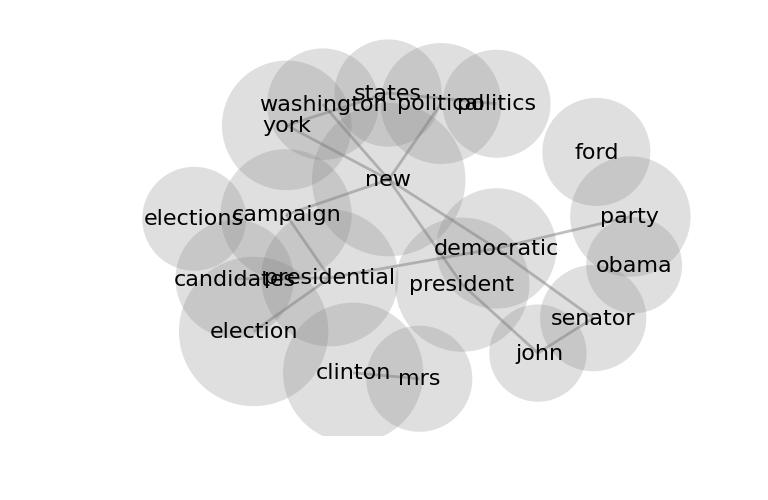 states
washington
political
politics
york
ford
new
campaign
elections
party
democratic
obama
candidates
presidential
president
senator
election
john
clinton
mrs